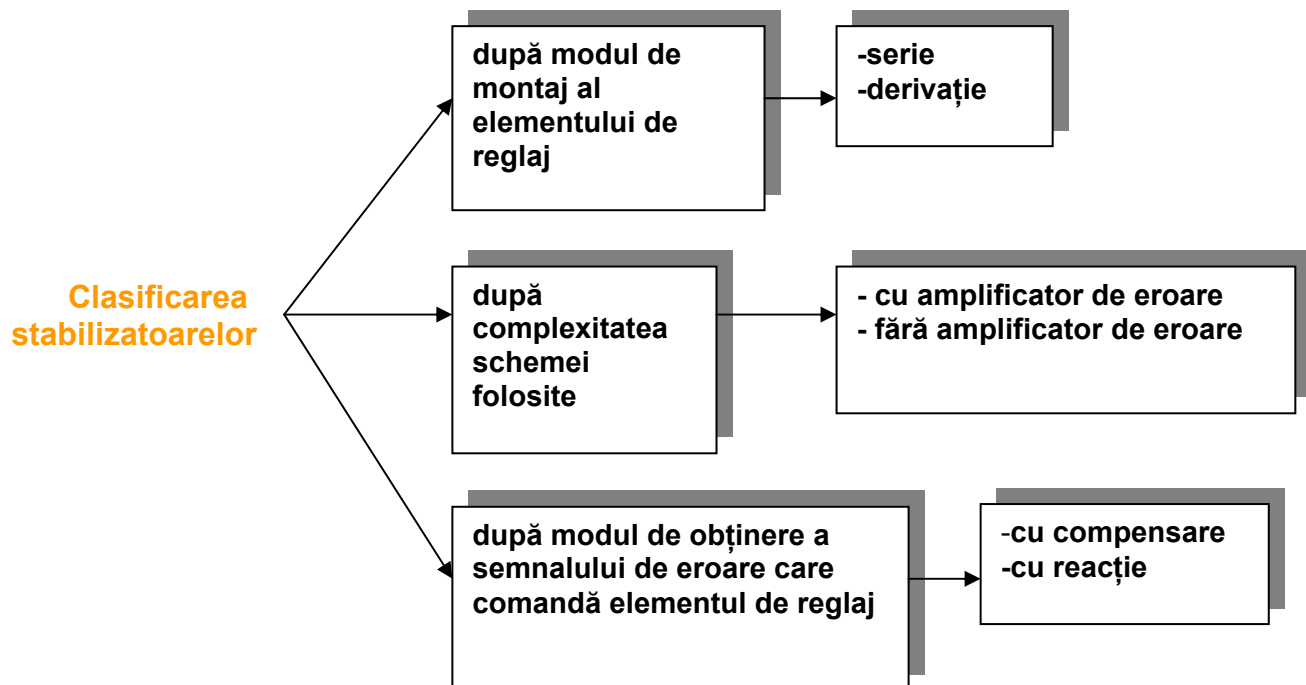 Clasificarea
stabilizatoarelor
după modul de
montaj al
elementului de
reglaj
-serie
-derivație
după
complexitatea
schemei
folosite
- cu amplificator de eroare
- fără amplificator de eroare
după modul de obținere a
semnalului de eroare care
comandă elementul de reglaj
-cu compensare
-cu reacție